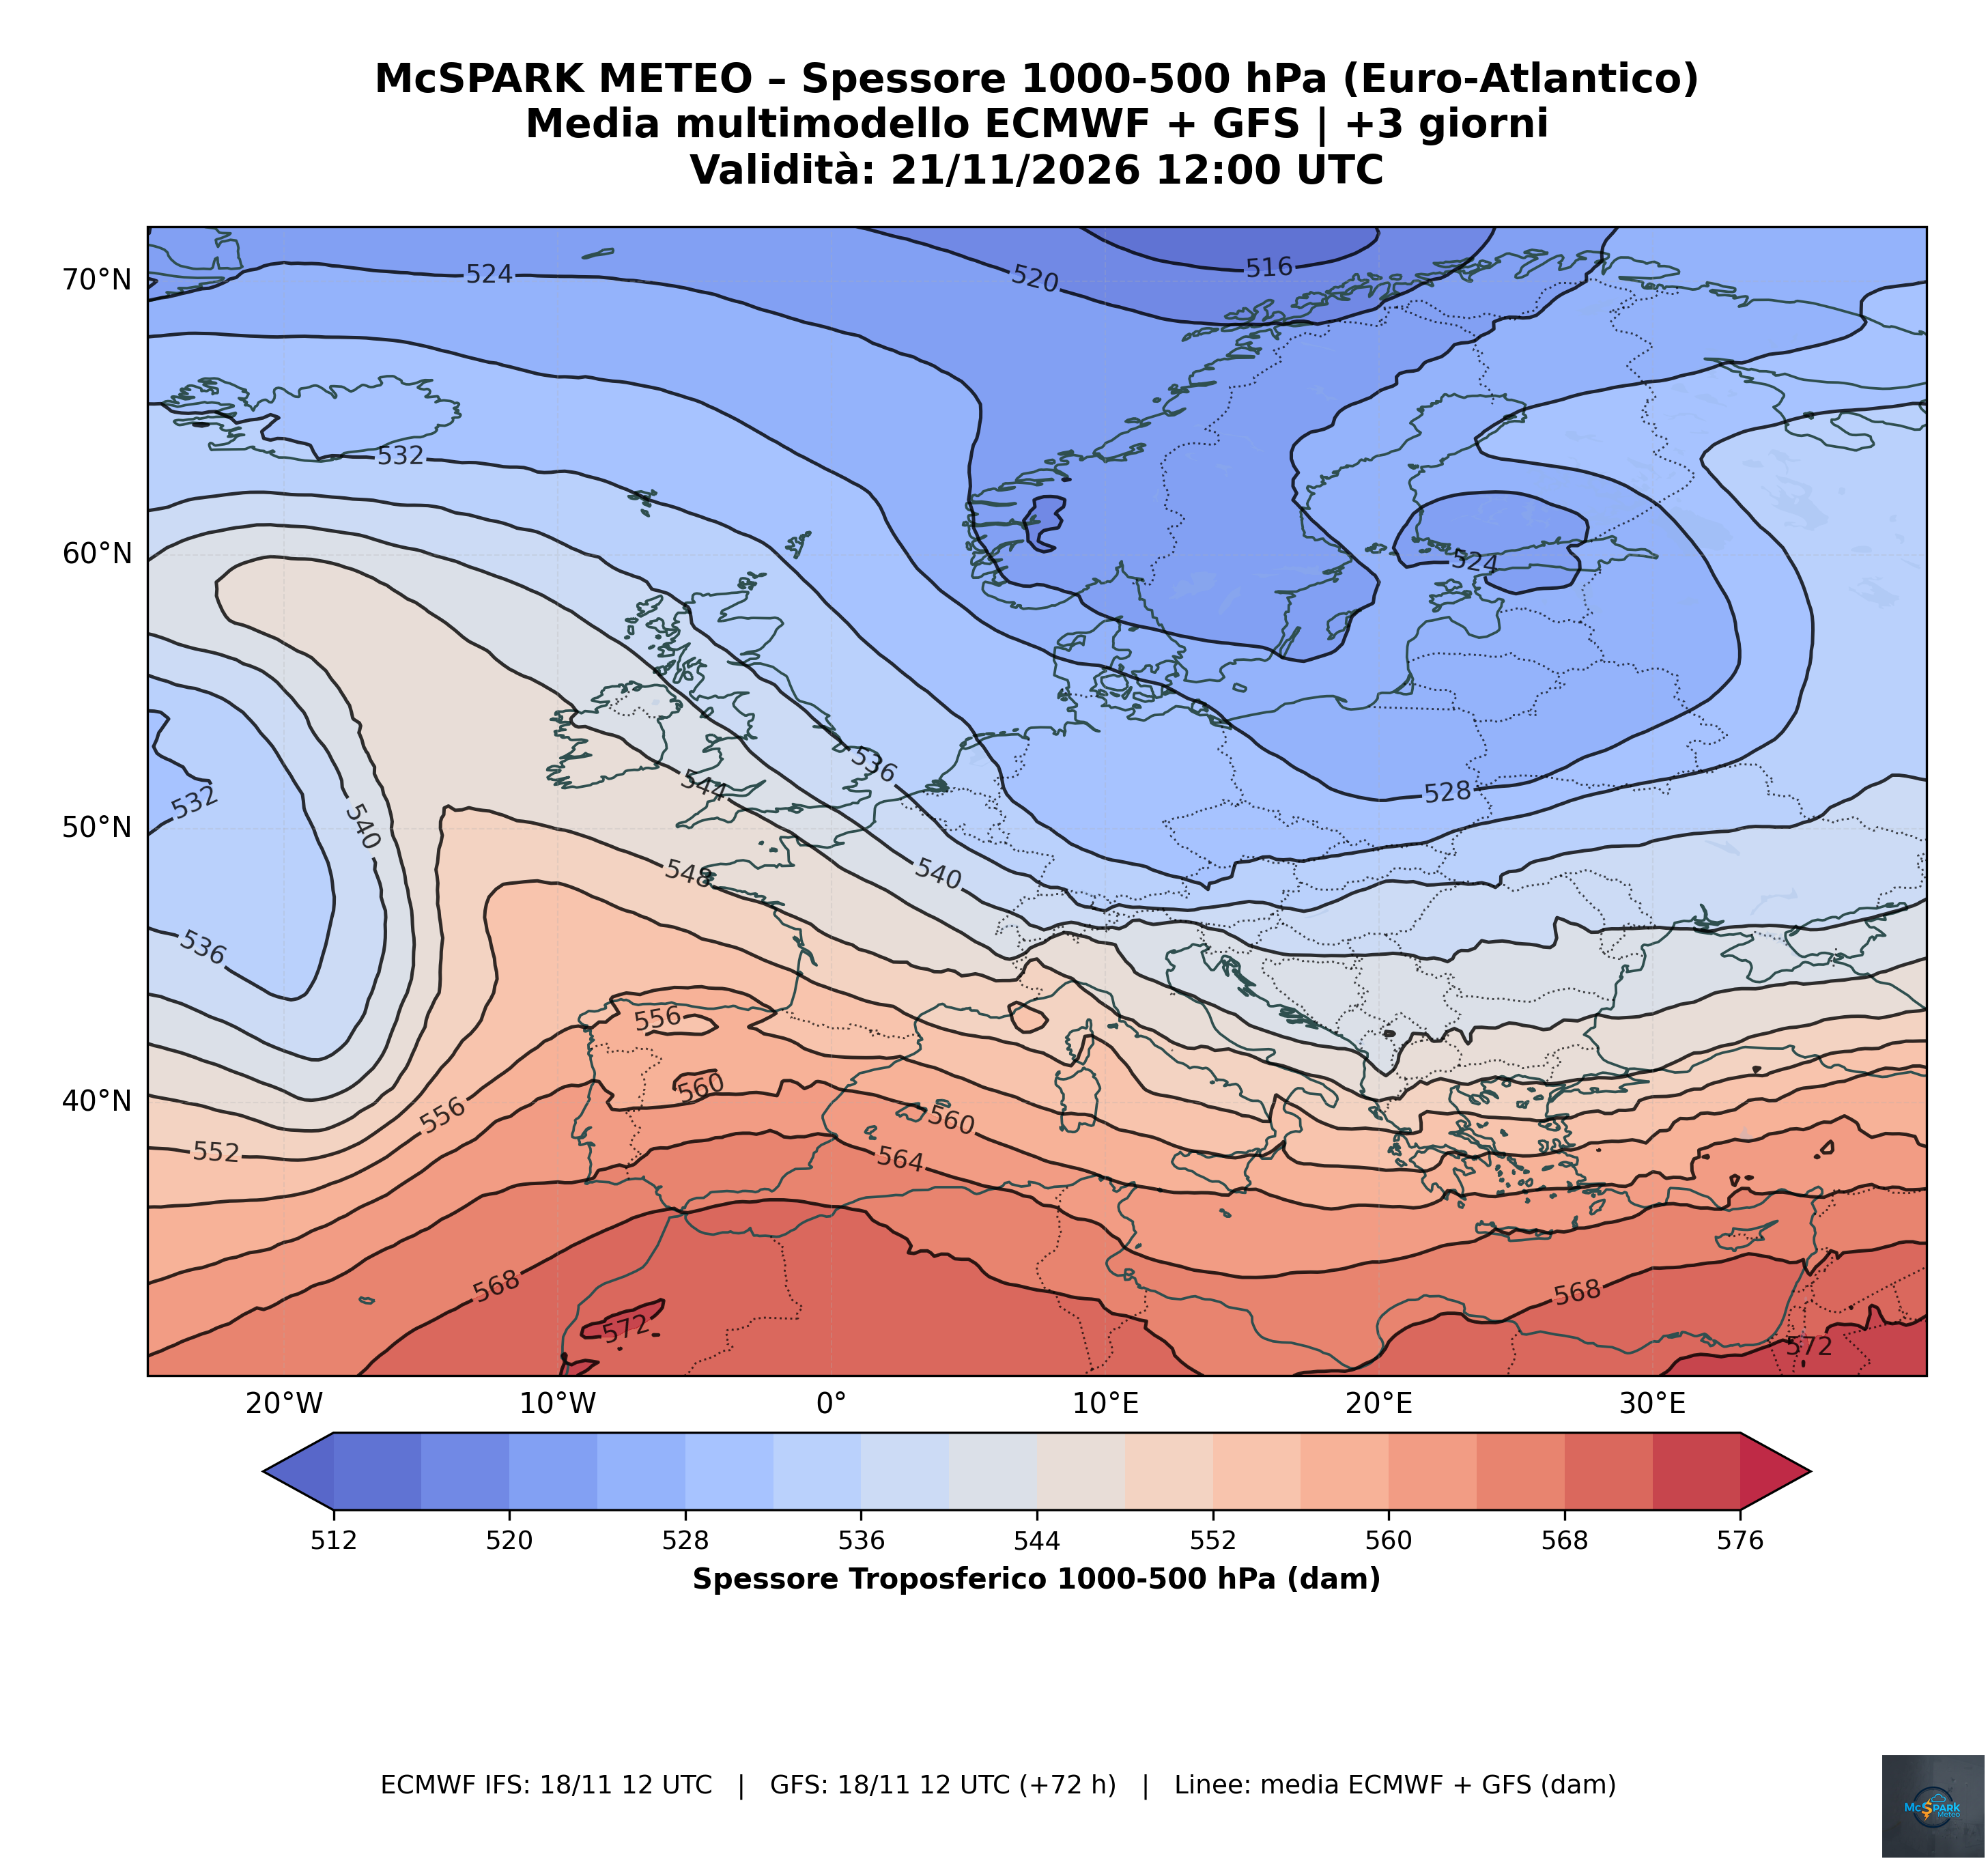 McSPARK METEO – Spessore 1000-500 hPa (Euro-Atlantico)
Media multimodello ECMWF + GFS | +3 giorni
Validità: 21/11/2026 12:00 UTC
70°N
60°N
50°N
40°N
524
520
516
532
524
536
544
528
532
540
548
540
536
556
560
556
560
552
564
568
568
572
572
20°W
10°W
0°
10°E
20°E
30°E
512
520
528
536
544
552
560
568
576
Spessore Troposferico 1000-500 hPa (dam)
ECMWF IFS: 18/11 12 UTC | GFS: 18/11 12 UTC (+72 h) | Linee: media ECMWF + GFS (dam)
McSPARK
Meteo